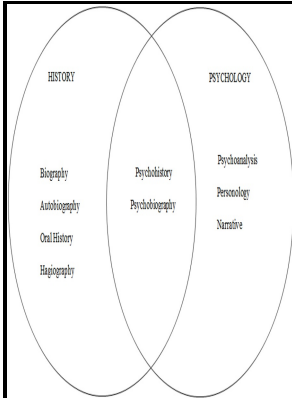 HISTORY
PSYCHOLOGY
Biography
Autobiography
Oral History
Hagiography
Psychohistory
Psychobiography
Psychoanalysis
Personology
Narrative